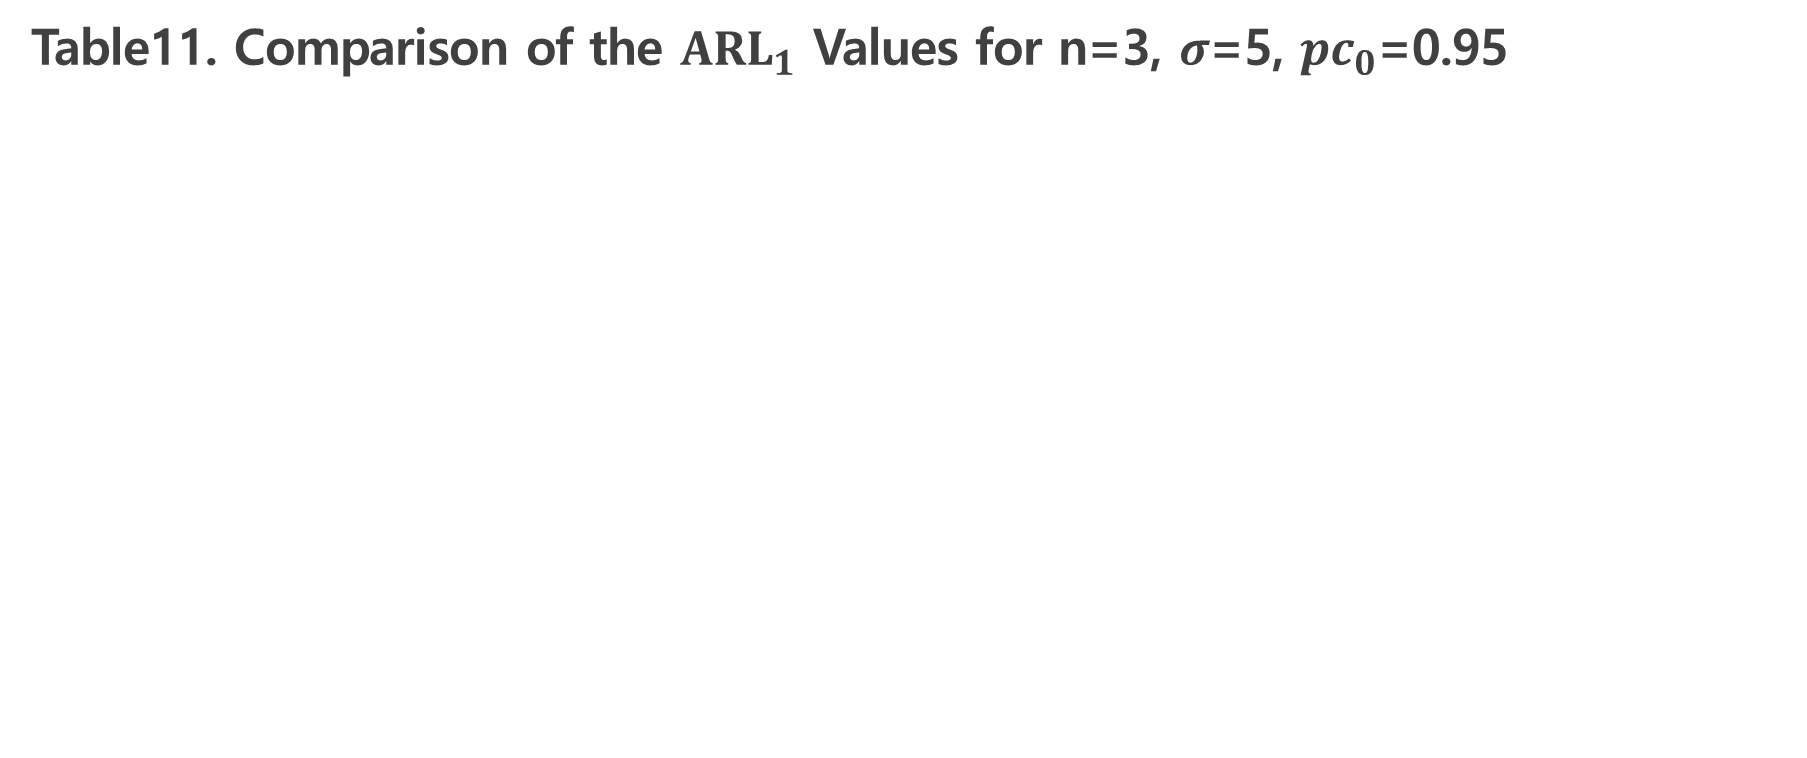 Table11. Comparison of the ARL₁ Values for n=3, σ=5, pc₀=0.95